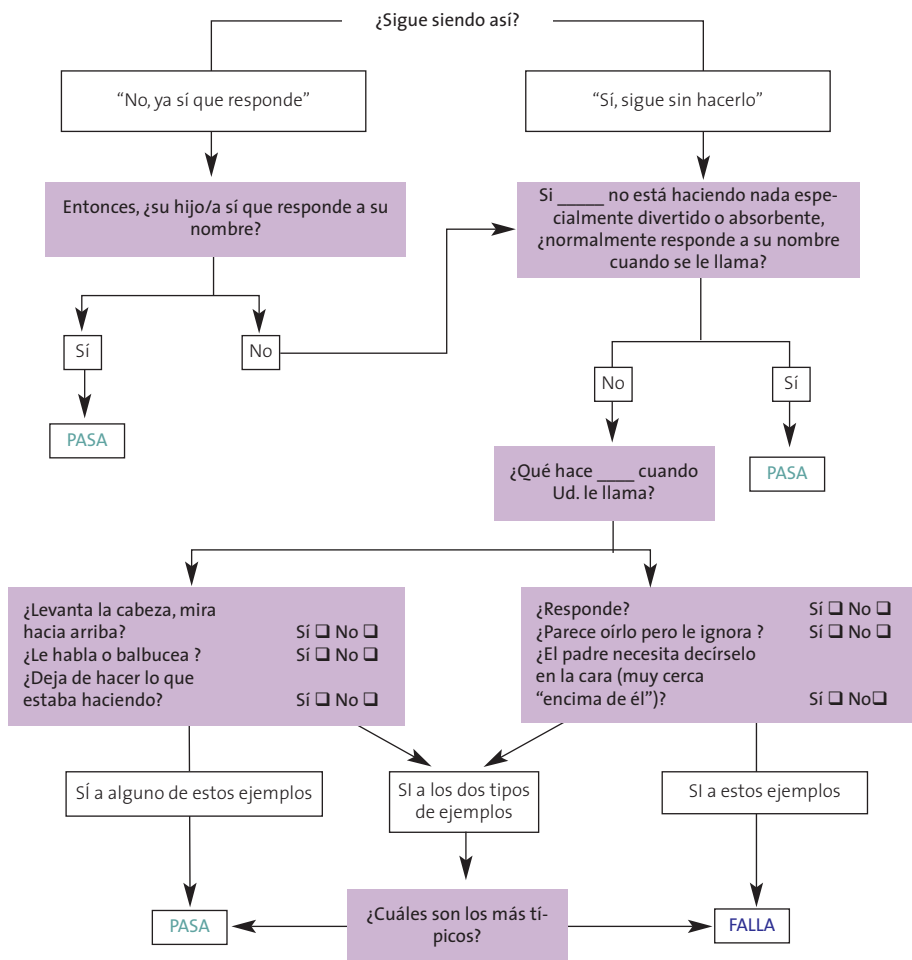 ¿Sigue siendo así?
“No, ya sí que responde”
“Sí, sigue sin hacerlo”
Entonces, ¿su hijo/a sí que responde a su
nombre?
Si _____ no está haciendo nada espe-
cialmente divertido o absorbente,
¿normalmente responde a su nombre
cuando se le llama?
Sí
No
PASA
No
Sí
PASA
¿Qué hace ____ cuando
Ud. le llama?
¿Levanta la cabeza, mira
hacia arriba? Sí ❏ No ❏
¿Le habla o balbucea ? Sí ❏ No ❏
¿Deja de hacer lo que
estaba haciendo? Sí ❏ No ❏
¿Responde? Sí ❏ No ❏
¿Parece oírlo pero le ignora ? Sí ❏ No ❏
¿El padre necesita decírselo
en la cara (muy cerca
“encima de él”)? Sí ❏ No❏
SÍ a alguno de estos ejemplos
SI a los dos tipos
de ejemplos
SI a estos ejemplos
PASA
¿Cuáles son los más tí-
picos?
FALLA